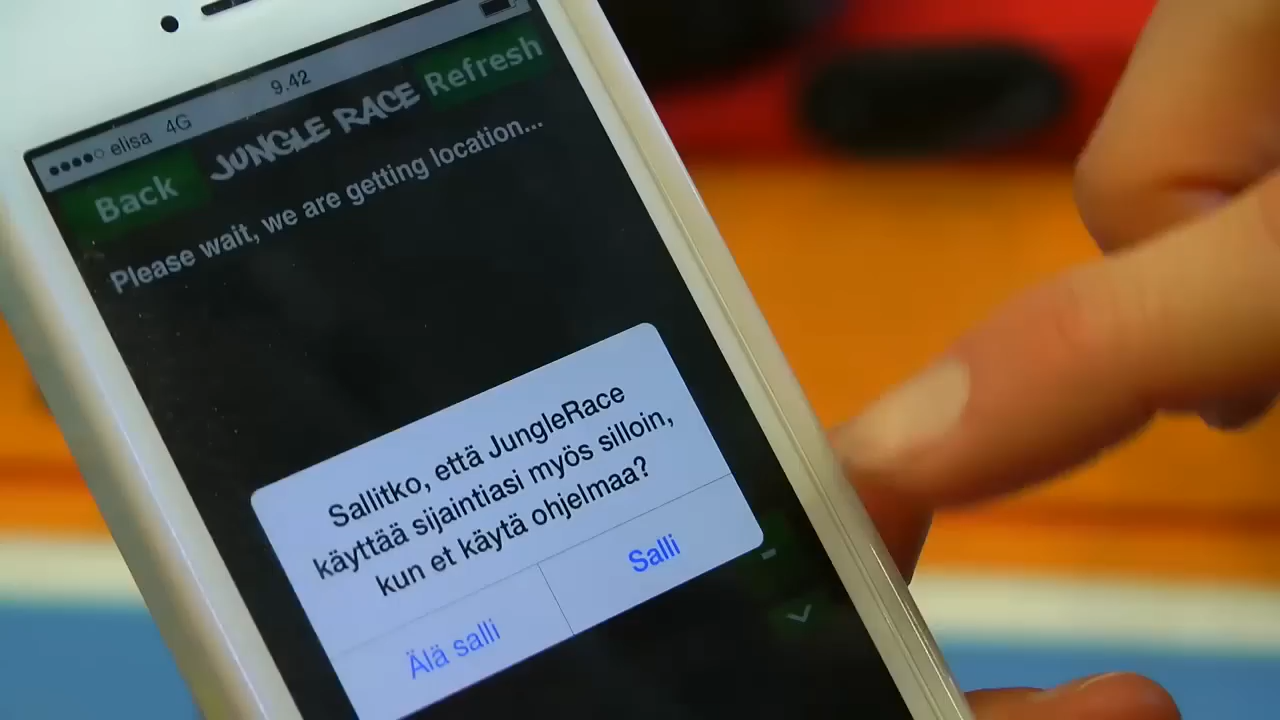 elisa 4G 9.42
Back JUNGLE RACE Refresh
Please wait, we are getting location...
Sallitko, että JungleRace
käyttää sijaintiasi myös silloin,
kun et käytä ohjelmaa?
Älä salli Salli